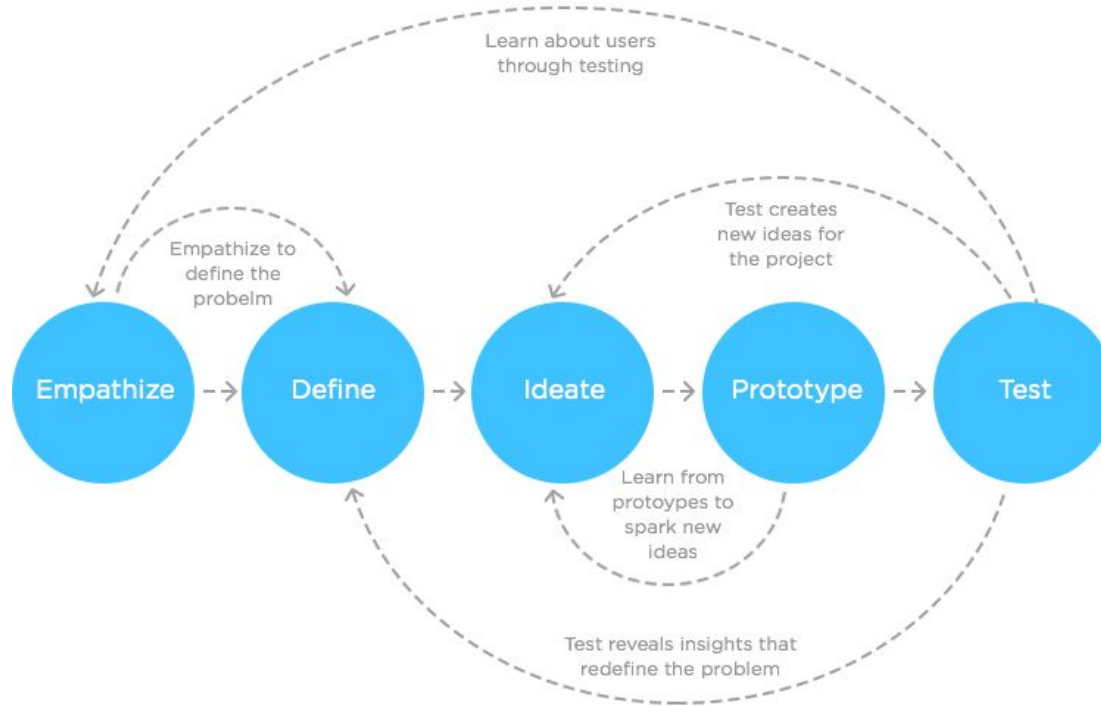 Learn about users
through testing
Test creates
new ideas for
the project
Empathize to
define the
probelm
Empathize
Define
Ideate
Prototype
Test
Learn from
protoypes to
spark new
ideas
Test reveals insights that
redefine the problem